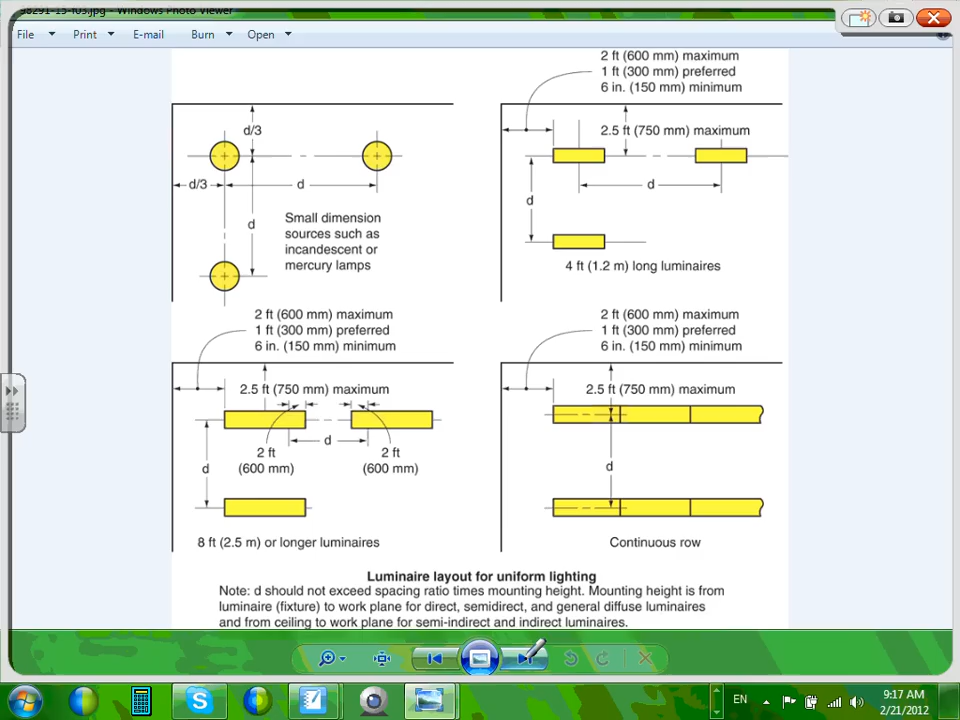 98291-15-f03.jpg - Windows Photo Viewer
File Print E-mail Burn Open
d/3
d/3
d
d
Small dimension
sources such as
incandescent or
mercury lamps
2 ft (600 mm) maximum
1 ft (300 mm) preferred
6 in. (150 mm) minimum
2.5 ft (750 mm) maximum
d
d
4 ft (1.2 m) long luminaires
2 ft (600 mm) maximum
1 ft (300 mm) preferred
6 in. (150 mm) minimum
2.5 ft (750 mm) maximum
d
2 ft
(600 mm)
2 ft
(600 mm)
d
8 ft (2.5 m) or longer luminaires
2 ft (600 mm) maximum
1 ft (300 mm) preferred
6 in. (150 mm) minimum
2.5 ft (750 mm) maximum
d
Continuous row
Luminaire layout for uniform lighting
Note: d should not exceed spacing ratio times mounting height. Mounting height is from
luminaire (fixture) to work plane for direct, semidirect, and general diffuse luminaires
and from ceiling to work plane for semi-indirect and indirect luminaires.
EN
9:17 AM
2/21/2012